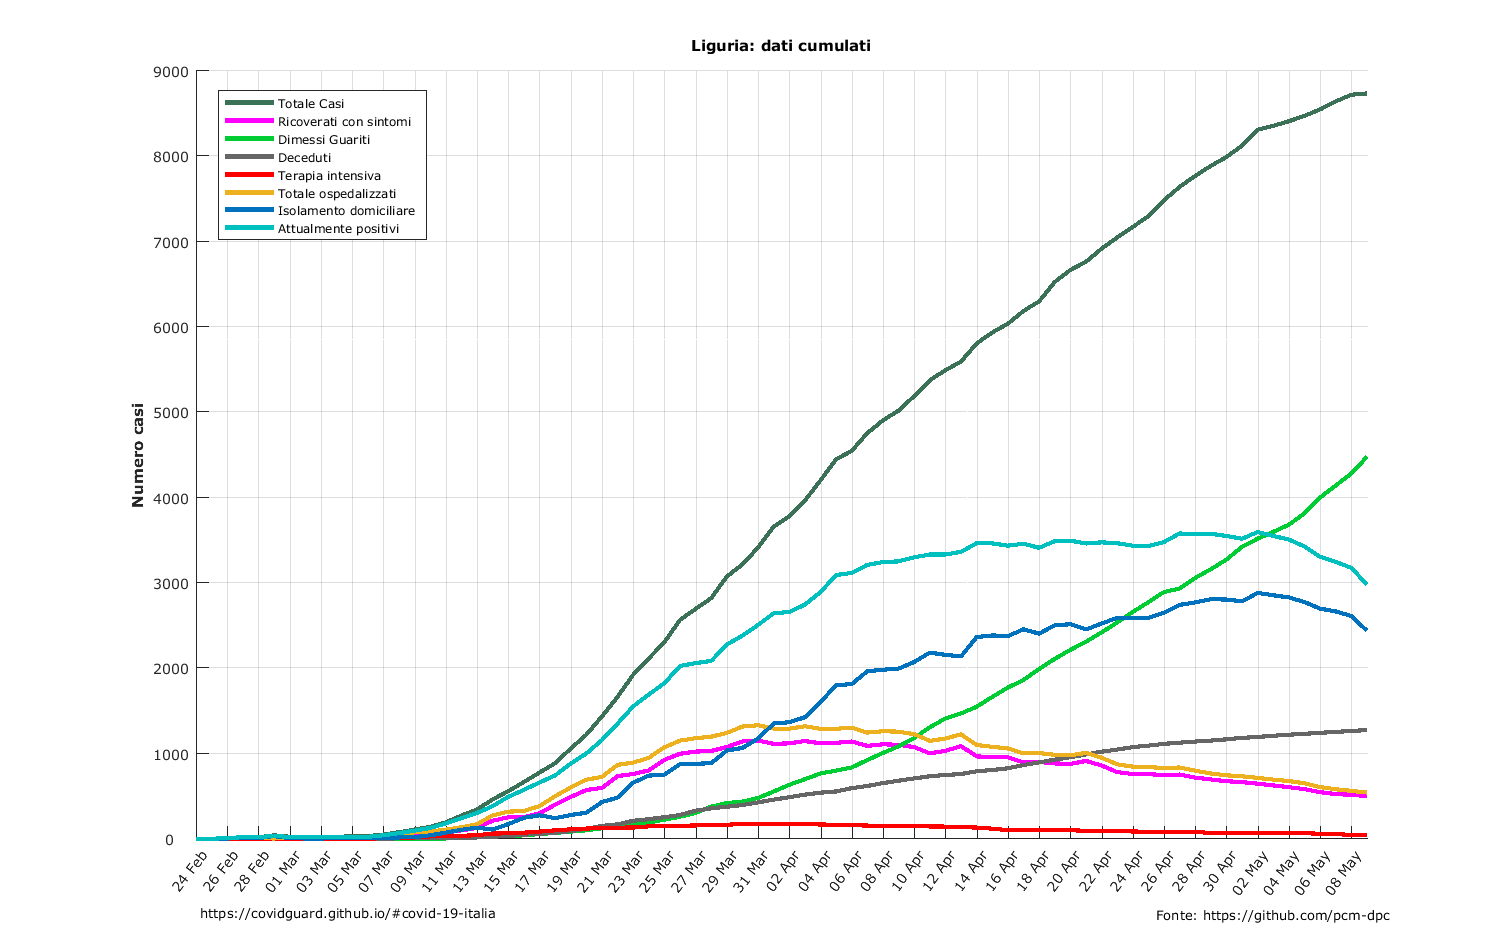 Liguria: dati cumulati
9000
8000
7000
6000
5000
4000
3000
2000
1000
0
Numero casi
Totale Casi
Ricoverati con sintomi
Dimessi Guariti
Deceduti
Terapia intensiva
Totale ospedalizzati
Isolamento domiciliare
Attualmente positivi
24 Feb
26 Feb
28 Feb
01 Mar
03 Mar
05 Mar
07 Mar
09 Mar
11 Mar
13 Mar
15 Mar
17 Mar
19 Mar
21 Mar
23 Mar
25 Mar
27 Mar
29 Mar
31 Mar
02 Apr
04 Apr
06 Apr
08 Apr
10 Apr
12 Apr
14 Apr
16 Apr
18 Apr
20 Apr
22 Apr
24 Apr
26 Apr
28 Apr
30 Apr
02 May
04 May
06 May
08 May
https://covidguard.github.io/#covid-19-italia
Fonte: https://github.com/pcm-dpc